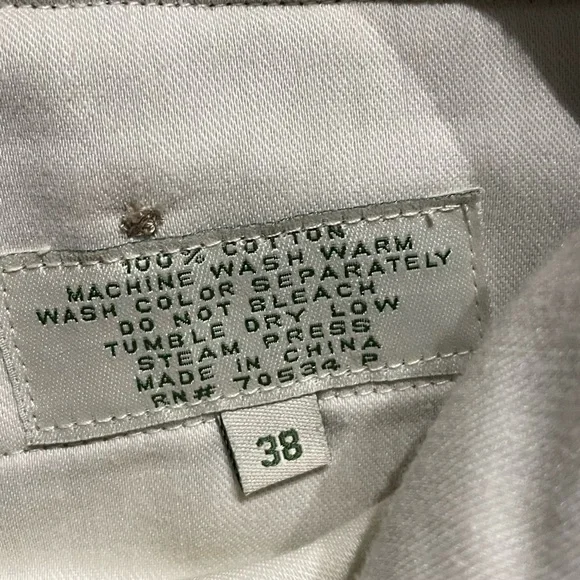 100% COTTON
MACHINE WASH WARM
WASH COLOR SEPARATELY
DO NOT BLEACH
TUMBLE DRY LOW
STEAM PRESS
MADE IN CHINA
RN# 70534 P
38